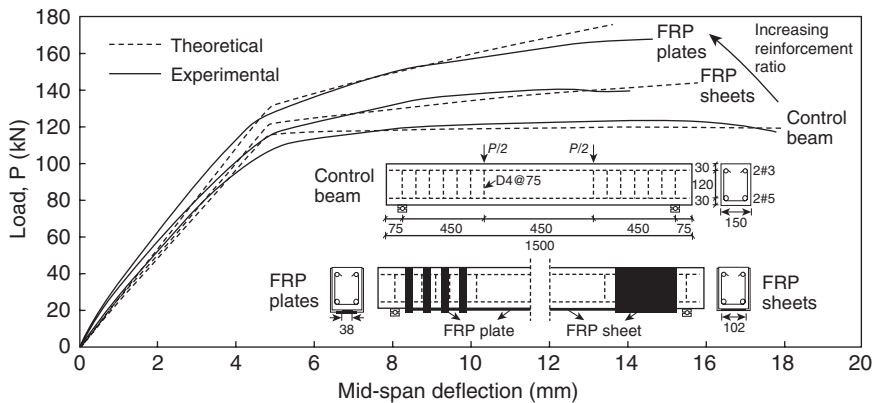 180
160
140
120
100
80
60
40
20
0
Load, P (kN)
Theoretical
Experimental
FRP
plates
Increasing
reinforcement
ratio
FRP
sheets
Control
beam
P/2
P/2
Control
beam
D4@75
30
120
30
2#3
2#5
150
75
450
450
450
75
1500
FRP
plates
38
FRP plate
FRP sheet
102
FRP
sheets
0
2
4
6
8
10
12
14
16
18
20
Mid-span deflection (mm)